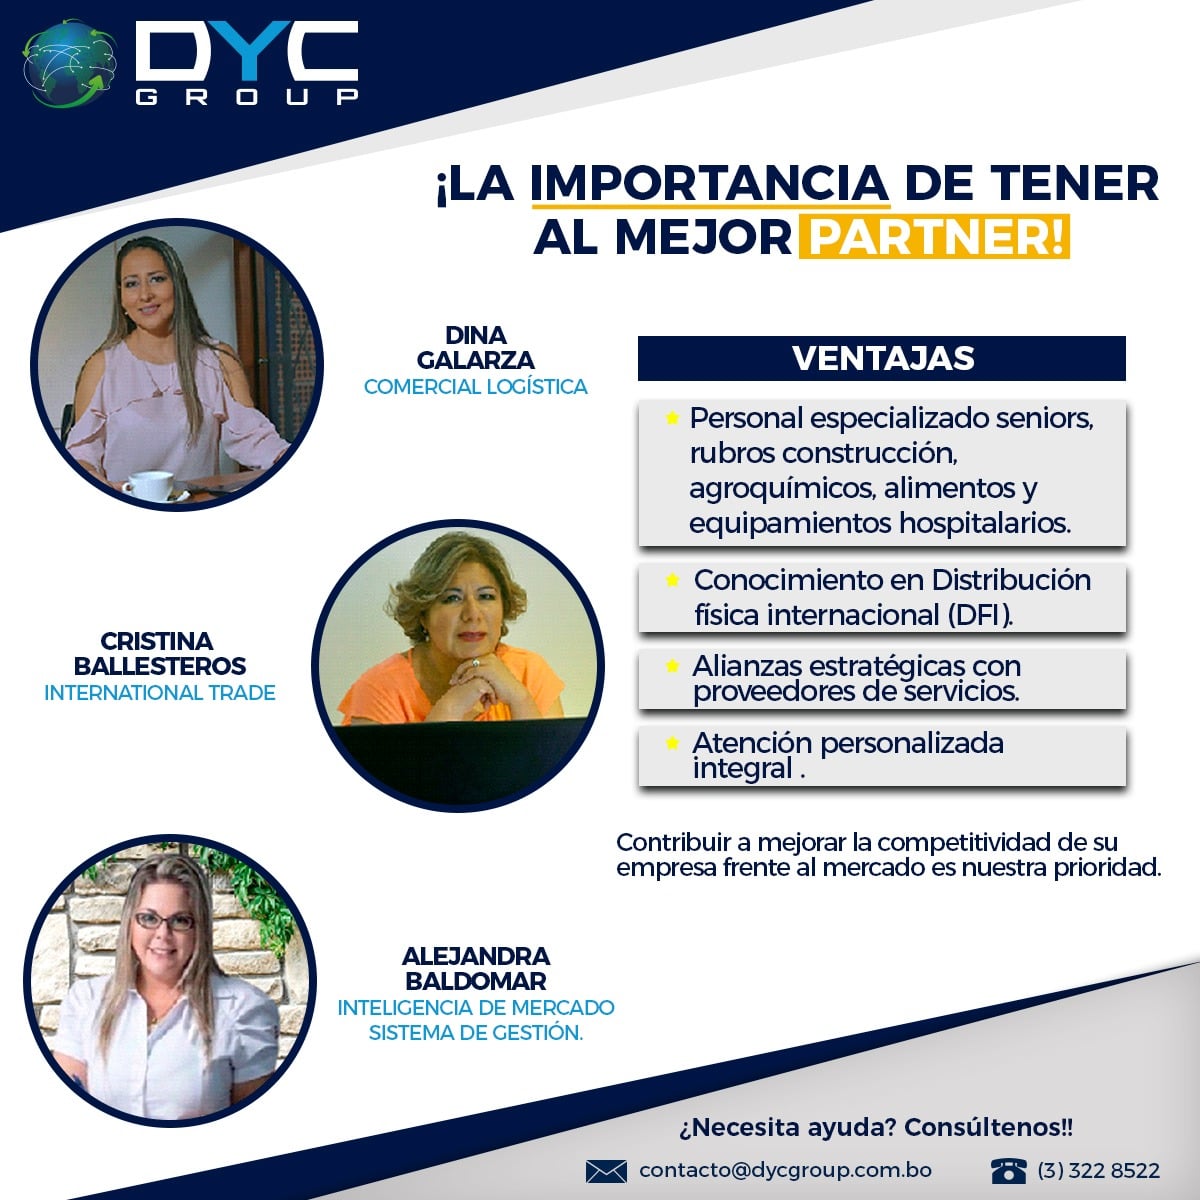 DYC
GROUP
¡LA IMPORTANCIA DE TENER
AL MEJOR PARTNER!
DINA
GALARZA
COMERCIAL LOGÍSTICA
CRISTINA
BALLESTEROS
INTERNATIONAL TRADE
ALEJANDRA
BALDOMAR
INTELIGENCIA DE MERCADO
SISTEMA DE GESTIÓN.
VENTAJAS
Personal especializado seniors,
rubros construcción,
agroquímicos, alimentos y
equipamientos hospitalarios.
Conocimiento en Distribución
física internacional (DFI).
Alianzas estratégicas con
proveedores de servicios.
Atención personalizada
integral .
Contribuir a mejorar la competitividad de su
empresa frente al mercado es nuestra prioridad.
¿Necesita ayuda? Consúltenos!!
contacto@dycgroup.com.bo
(3) 322 8522